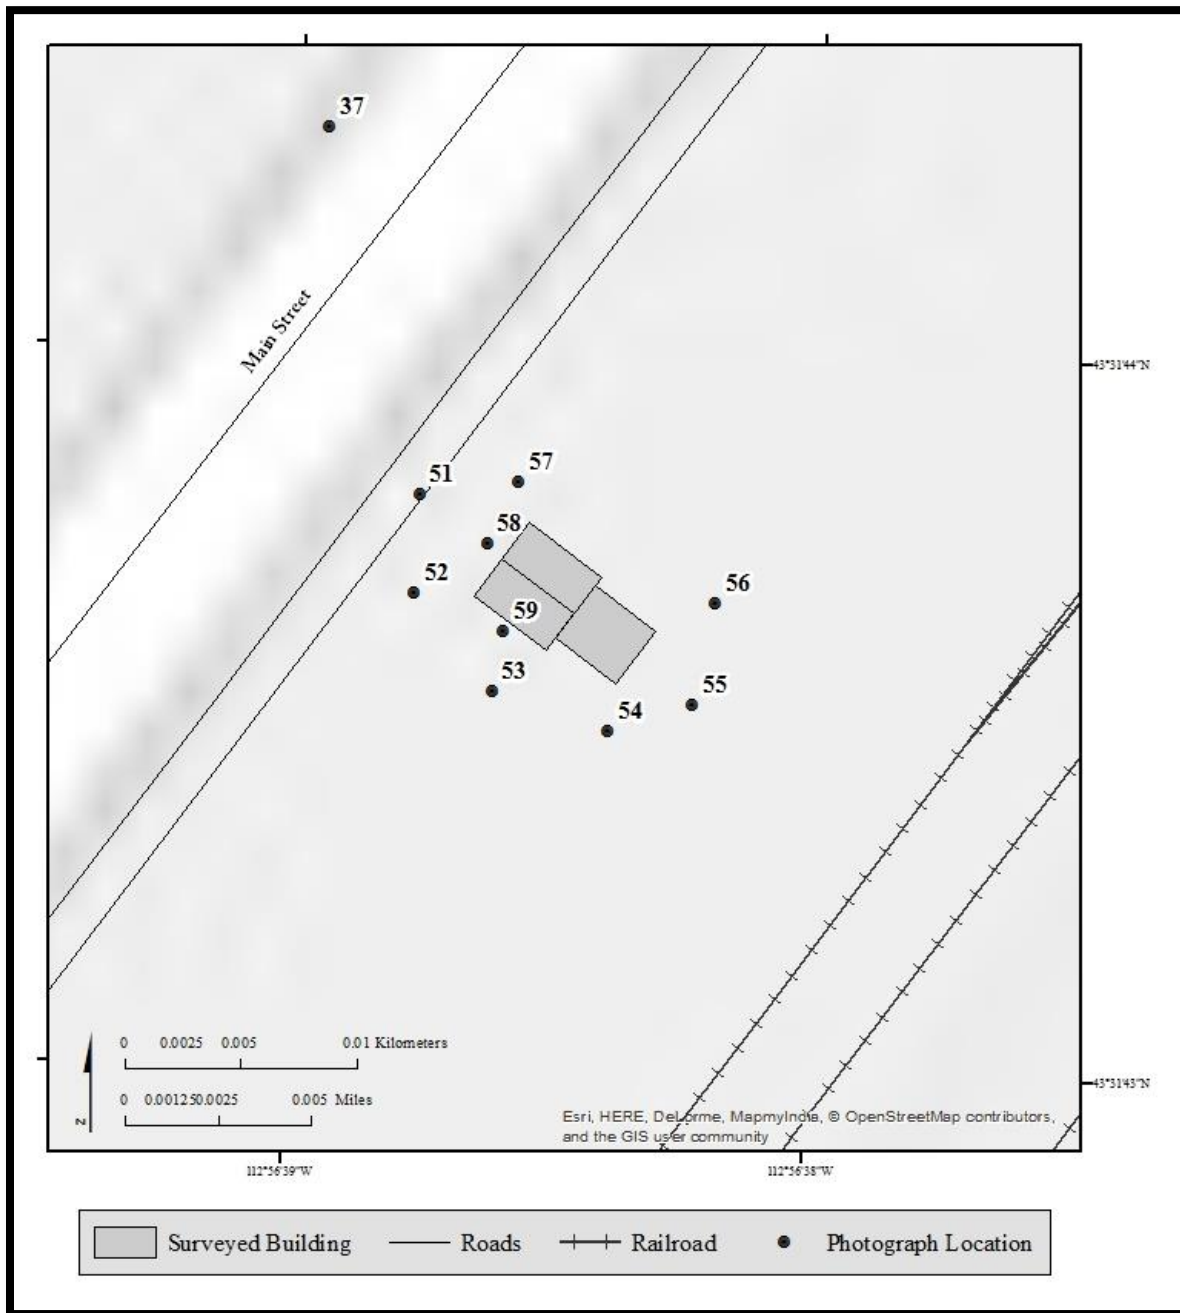 37
Main Street
43°31'44"N
51
57
58
52
56
59
53
55
54
0 0.0025 0.005 0.01 Kilometers
0 0.00125 0.0025 0.005 Miles
N
43°31'43"N
Esri, HERE, DeLorme, MapmyIndia, © OpenStreetMap contributors,
and the GIS user community
112°56'39"W
112°56'38"W
Surveyed Building Roads Railroad Photograph Location